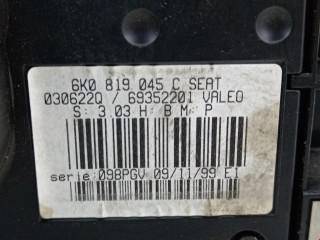 6K0 819 045 C SEAT
030622Q / 69352201 VALEO
S: 3.03 H: B M: P
serie: 098PGV 09/11/99 E1